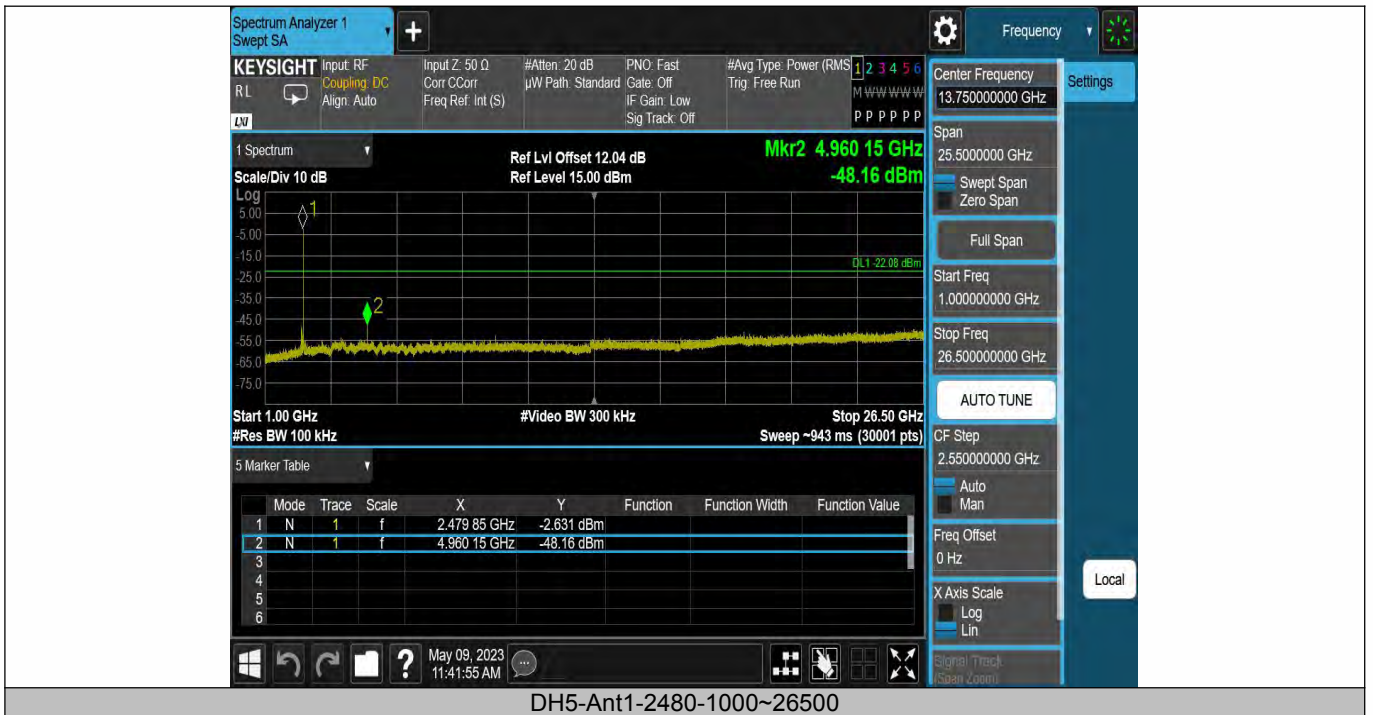 Spectrum Analyzer 1
Swept SA
+
Frequency
KEYSIGHT
RL
LXI
Input: RF
Coupling: DC
Align: Auto
Input Z: 50 Ω
Corr CCorr
Freq Ref: Int (S)
#Atten: 20 dB
µW Path: Standard
PNO: Fast
Gate: Off
IF Gain: Low
Sig Track: Off
#Avg Type: Power (RMS
Trig: Free Run
1 2 3 4 5 6
M W W W W W
P P P P P P
1 Spectrum
Scale/Div 10 dB
Ref Lvl Offset 12.04 dB
Ref Level 15.00 dBm
Mkr2 4.960 15 GHz
-48.16 dBm
Log
5.00
-5.00
-15.0
-25.0
-35.0
-45.0
-55.0
-65.0
-75.0
1
2
DL1 -22.08 dBm
Start 1.00 GHz
#Video BW 300 kHz
Stop 26.50 GHz
#Res BW 100 kHz
Sweep ~943 ms (30001 pts)
5 Marker Table
Mode Trace Scale X Y Function Function Width Function Value
1 N 1 f 2.479 85 GHz -2.631 dBm
2 N 1 f 4.960 15 GHz -48.16 dBm
3
4
5
6
Center Frequency
13.750000000 GHz
Settings
Span
25.5000000 GHz
Swept Span
Zero Span
Full Span
Start Freq
1.000000000 GHz
Stop Freq
26.500000000 GHz
AUTO TUNE
CF Step
2.550000000 GHz
Auto
Man
Freq Offset
0 Hz
X Axis Scale
Log
Lin
Signal Track
(Span Zoom)
Local
?
May 09, 2023
11:41:55 AM
DH5-Ant1-2480-1000~26500